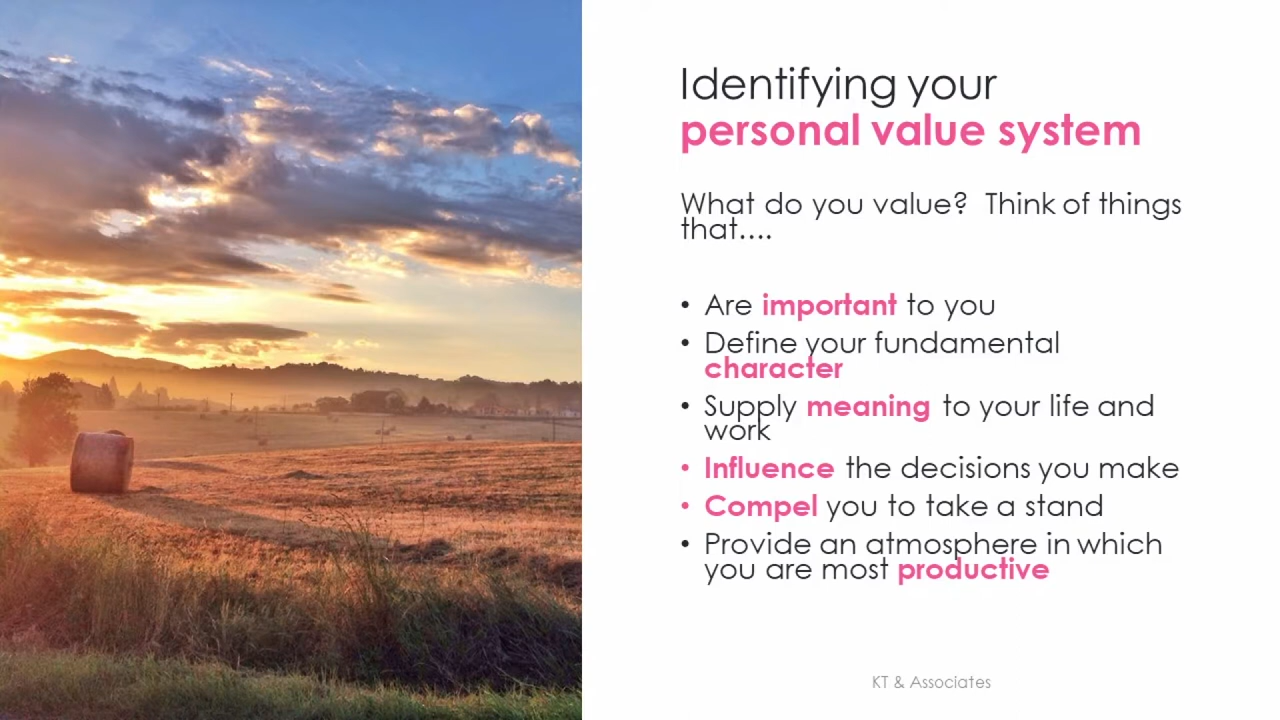 Identifying your
personal value system
What do you value?  Think of things
that....
• Are important to you
• Define your fundamental
character
• Supply meaning to your life and
work
• Influence the decisions you make
• Compel you to take a stand
• Provide an atmosphere in which
you are most productive
KT & Associates